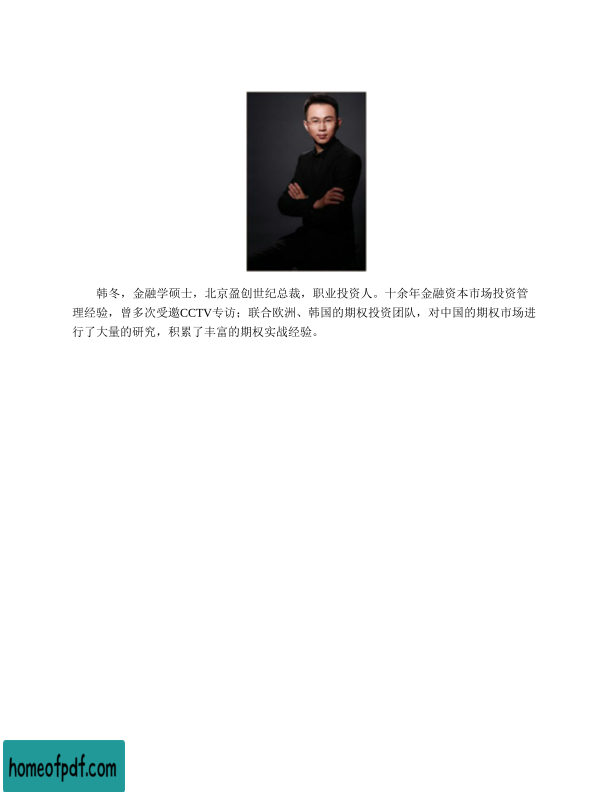 韩冬，金融学硕士，北京盈创世纪总裁，职业投资人。十余年金融资本市场投资管
理经验，曾多次受邀CCTV专访；联合欧洲、韩国的期权投资团队，对中国的期权市场进
行了大量的研究，积累了丰富的期权实战经验。
homeofpdf.com